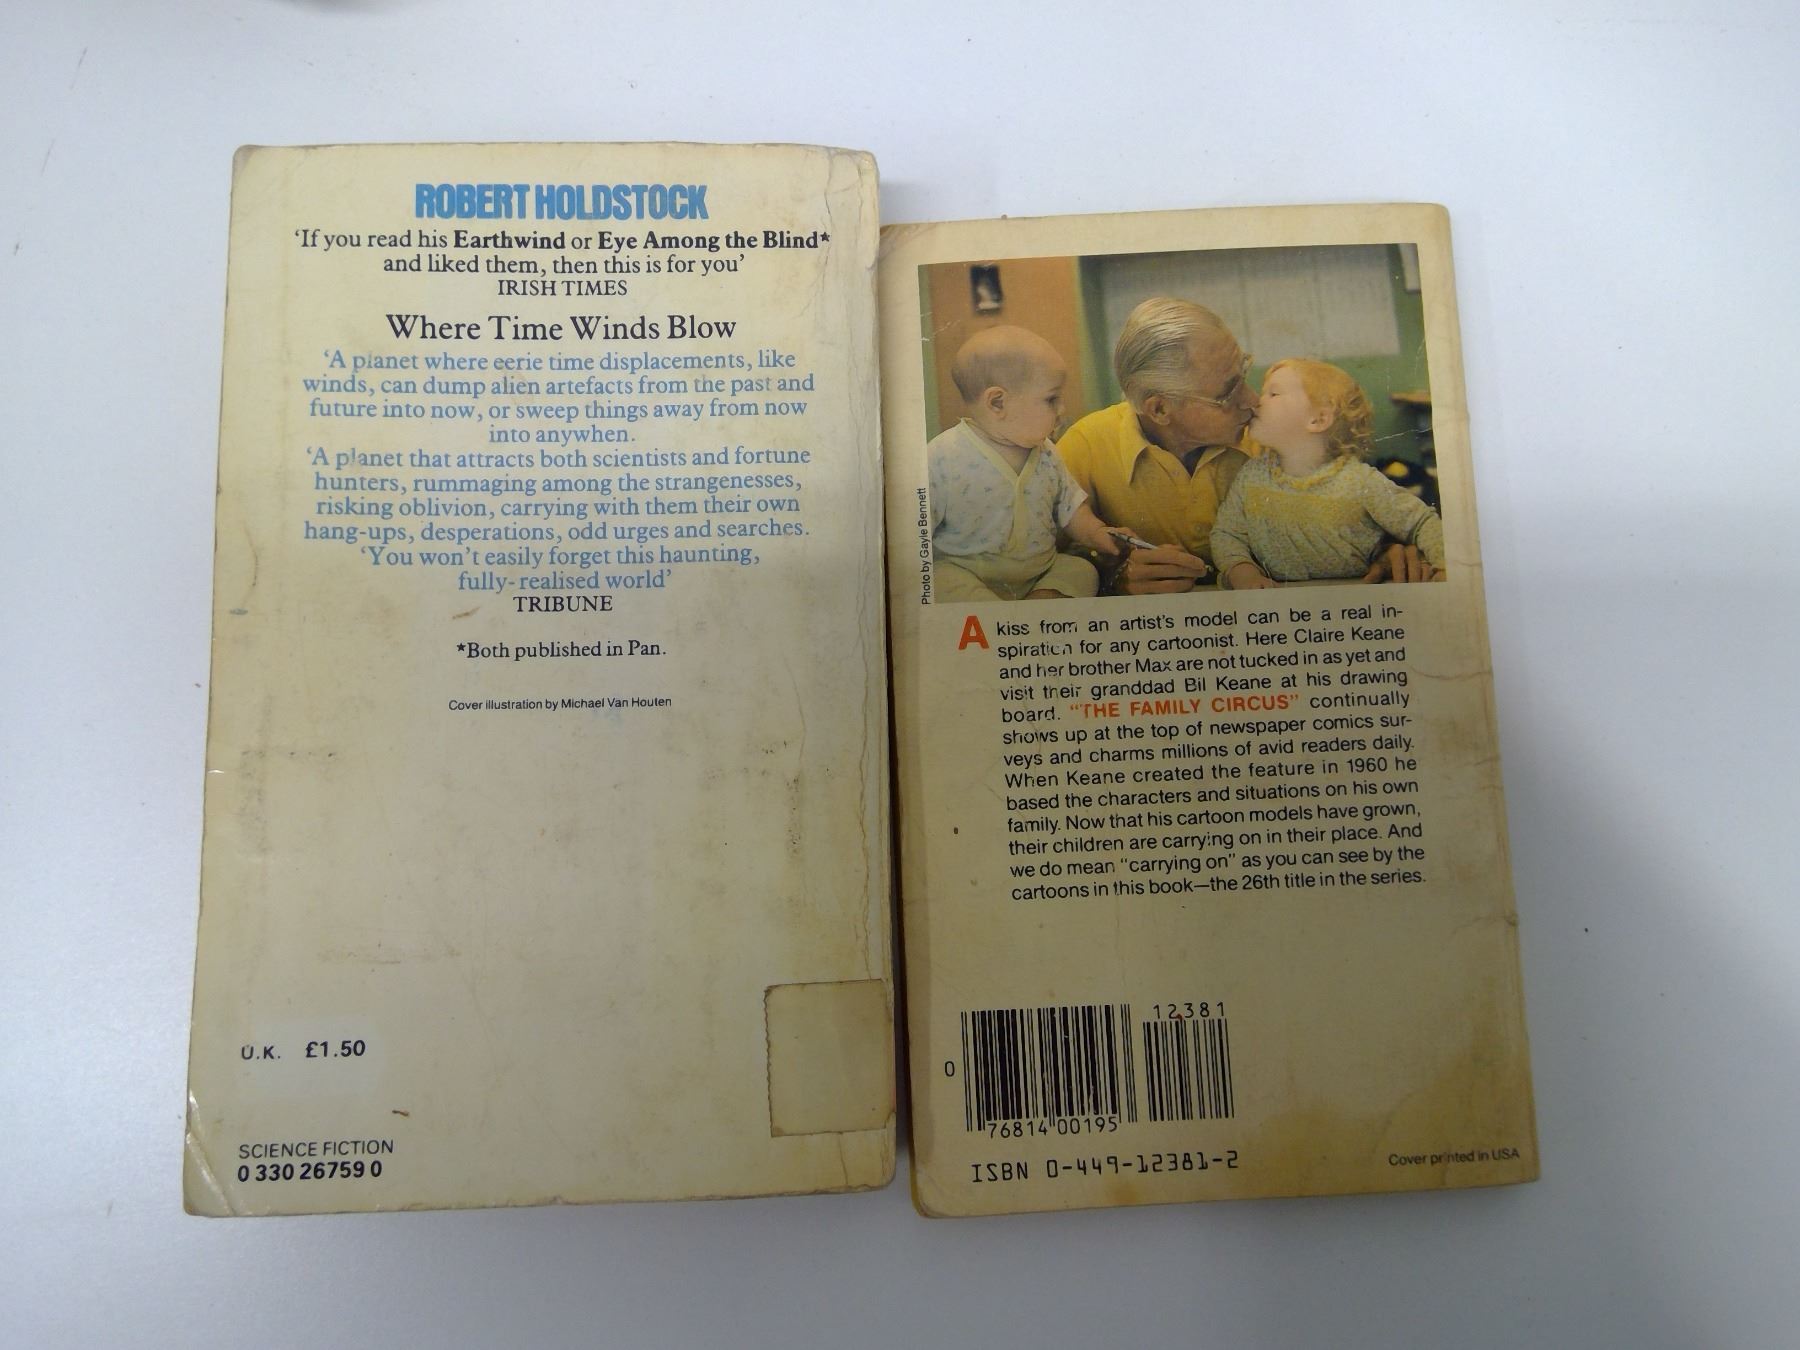 ROBERT HOLDSTOCK
‘If you read his Earthwind or Eye Among the Blind*
and liked them, then this is for you’
IRISH TIMES
Where Time Winds Blow
‘A planet where eerie time displacements, like
winds, can dump alien artefacts from the past and
future into now, or sweep things away from now
into anywhen.
‘A planet that attracts both scientists and fortune
hunters, rummaging among the strangenesses,
risking oblivion, carrying with them their own
hang-ups, desperations, odd urges and searches.
‘You won’t easily forget this haunting,
fully-realised world’
TRIBUNE
*Both published in Pan.
Cover illustration by Michael Van Houten
U.K. £1.50
SCIENCE FICTION
0 330 26759 0
Photo by Gayle Bennett
A kiss from an artist’s model can be a real in-
spiration for any cartoonist. Here Claire Keane
and her brother Max are not tucked in as yet and
visit their granddad Bil Keane at his drawing
board. “THE FAMILY CIRCUS” continually
shows up at the top of newspaper comics sur-
veys and charms millions of avid readers daily.
When Keane created the feature in 1960 he
based the characters and situations on his own
family. Now that his cartoon models have grown,
their children are carrying on in their place. And
we do mean “carrying on” as you can see by the
cartoons in this book—the 26th title in the series.
12381
0
76814 00195
ISBN 0-449-12381-2
Cover printed in USA